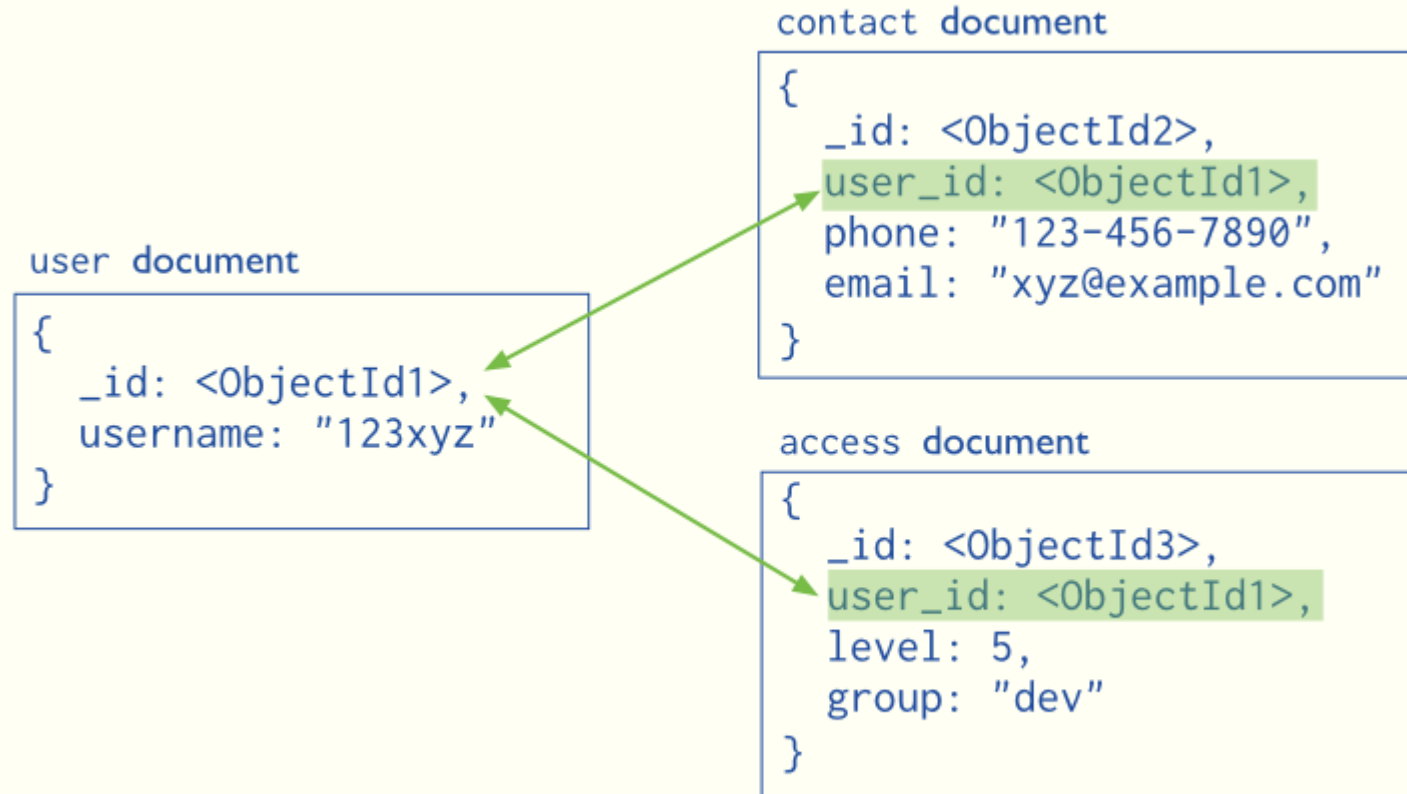 user document
{
_id: <ObjectId1>,
username: "123xyz"
}
contact document
{
_id: <ObjectId2>,
user_id: <ObjectId1>,
phone: "123-456-7890",
email: "xyz@example.com"
}
access document
{
_id: <ObjectId3>,
user_id: <ObjectId1>,
level: 5,
group: "dev"
}